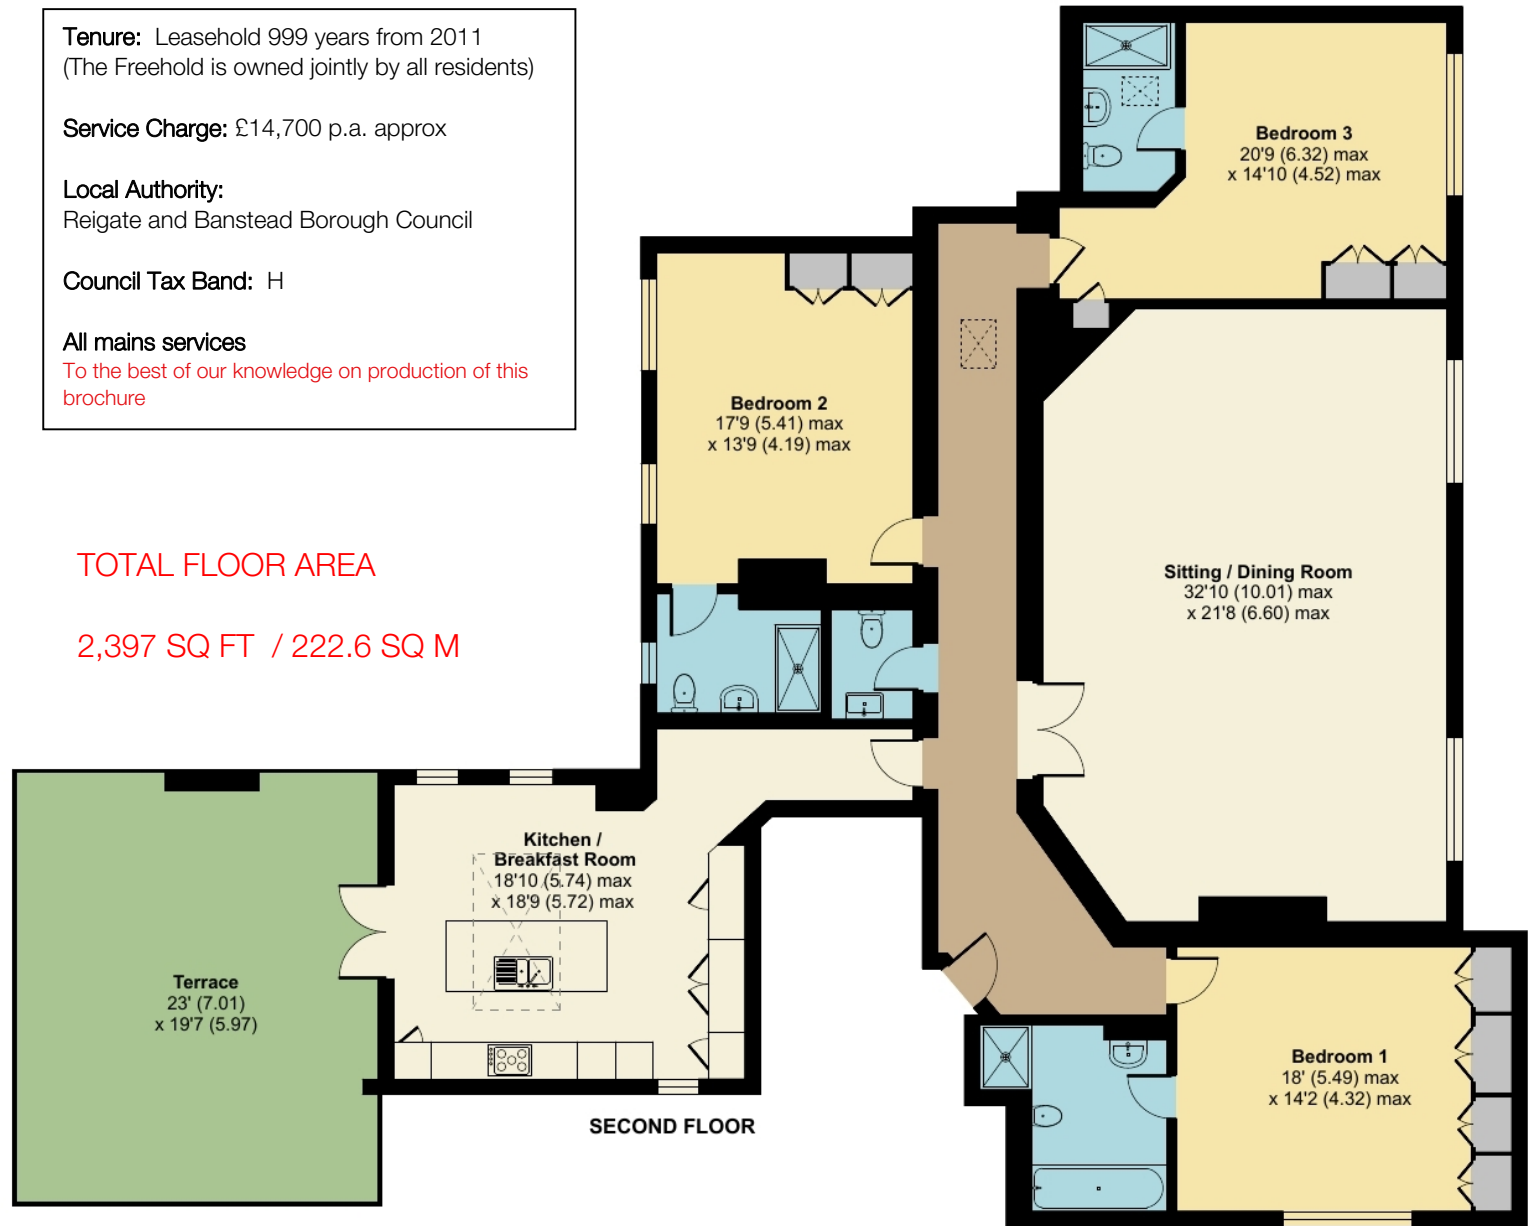 Tenure: Leasehold 999 years from 2011
(The Freehold is owned jointly by all residents)
Service Charge: £14,700 p.a. approx
Local Authority:
Reigate and Banstead Borough Council
Council Tax Band: H
All mains services
To the best of our knowledge on production of this
brochure
TOTAL FLOOR AREA
2,397 SQ FT / 222.6 SQ M
Bedroom 3
20'9 (6.32) max
x 14'10 (4.52) max
Bedroom 2
17'9 (5.41) max
x 13'9 (4.19) max
Sitting / Dining Room
32'10 (10.01) max
x 21'8 (6.60) max
Kitchen /
Breakfast Room
18'10 (5.74) max
x 18'9 (5.72) max
Terrace
23' (7.01)
x 19'7 (5.97)
Bedroom 1
18' (5.49) max
x 14'2 (4.32) max
SECOND FLOOR